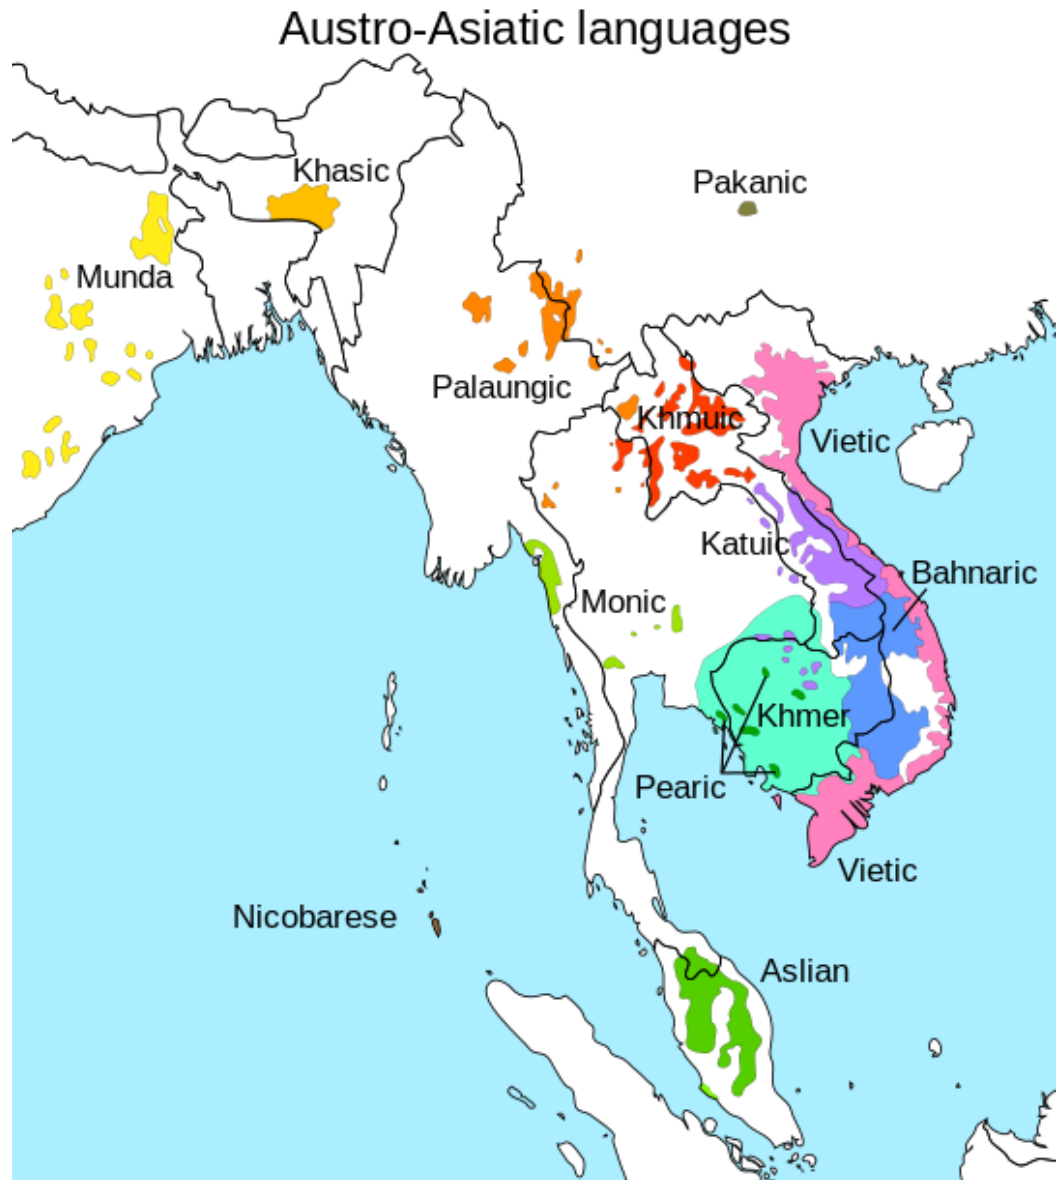 Austro-Asiatic languages
Khasic
Pakanic
Munda
Palaungic
Khmuic
Vietic
Katuic
Bahnaric
Monic
Khmer
Pearic
Vietic
Nicobarese
Aslian